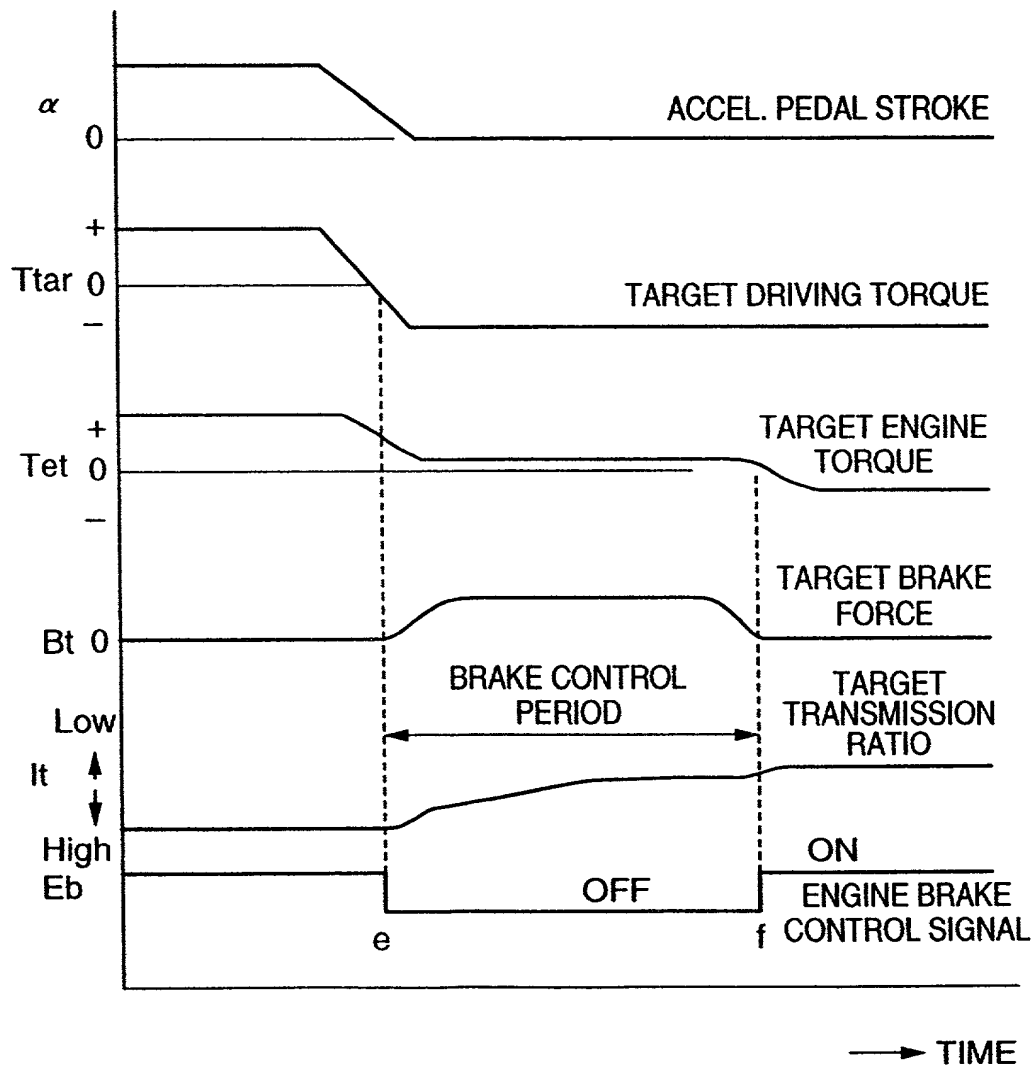 α
0
ACCEL. PEDAL STROKE
+
Ttar 0
−
TARGET DRIVING TORQUE
+
Tet 0
−
TARGET ENGINE
TORQUE
Bt 0
TARGET BRAKE
FORCE
BRAKE CONTROL
PERIOD
Low
It
High
TARGET
TRANSMISSION
RATIO
Eb
OFF
ON
ENGINE BRAKE
CONTROL SIGNAL
e
f
TIME